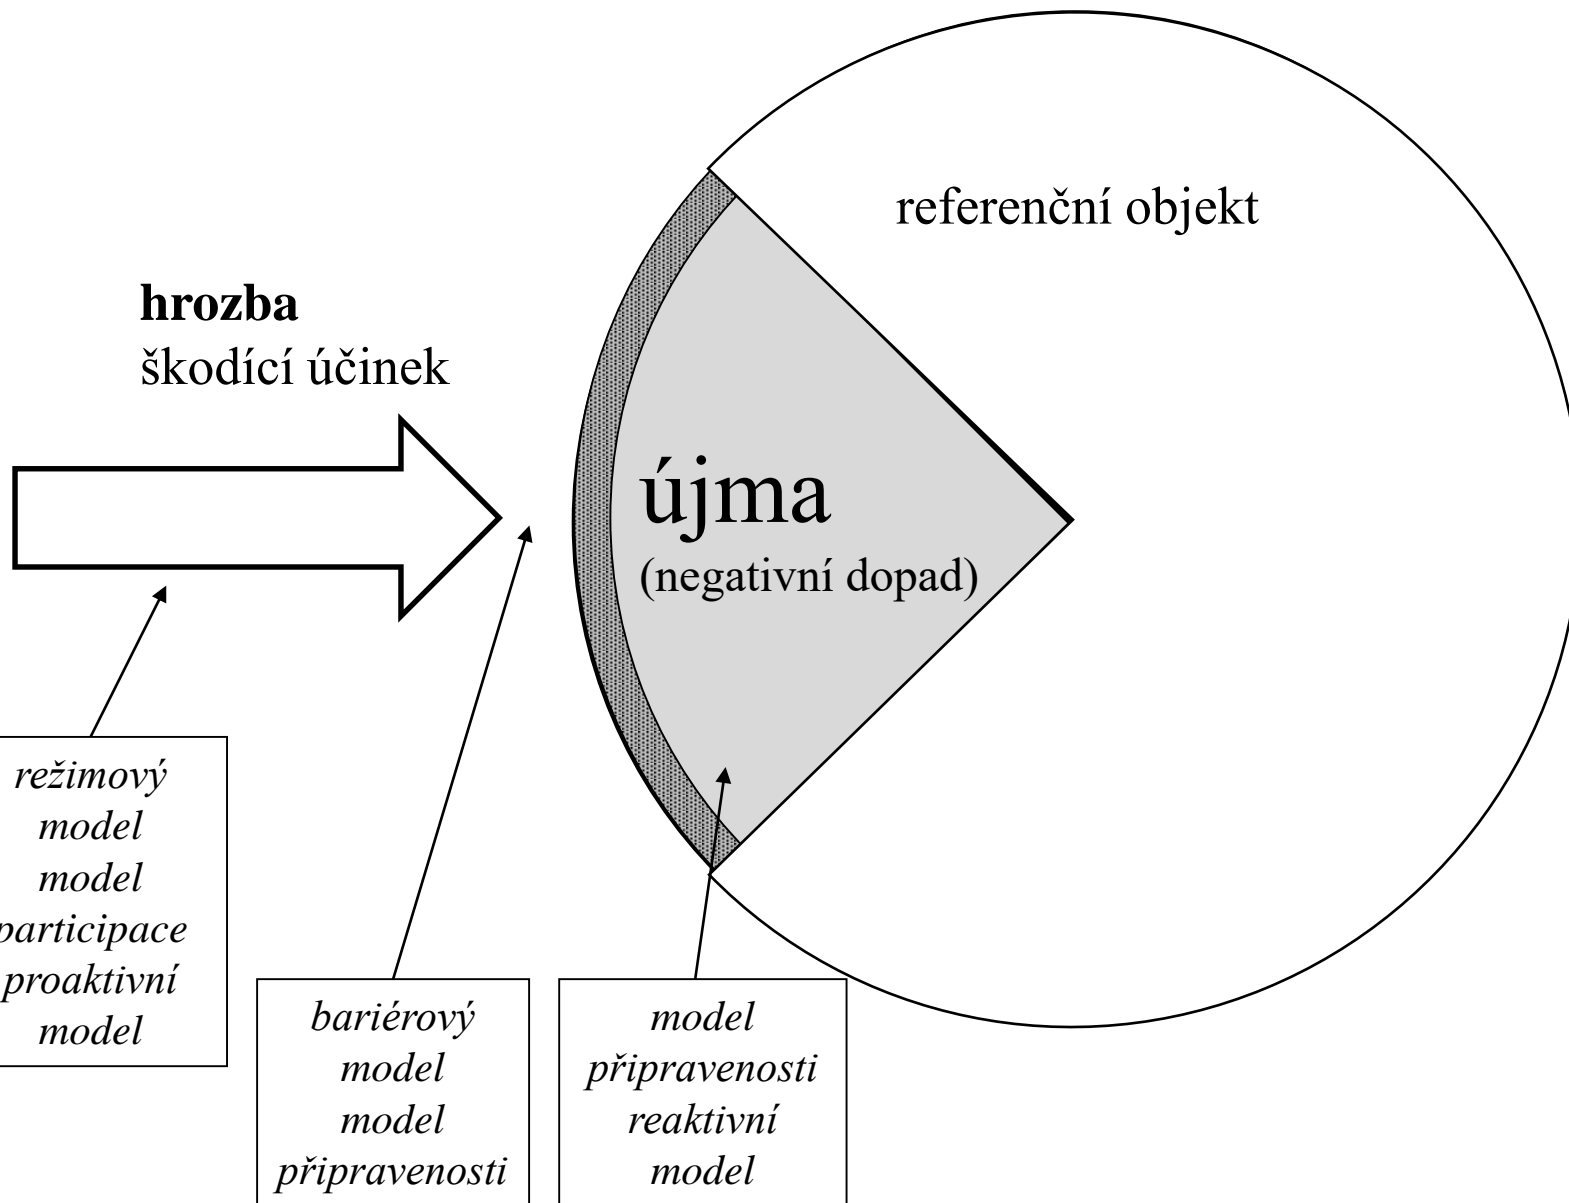 referenční objekt
hrozba
škodící účinek
újma
(negativní dopad)
režimový
model
model
participace
proaktivní
model
bariérový
model
model
připravenosti
model
připravenosti
reaktivní
model